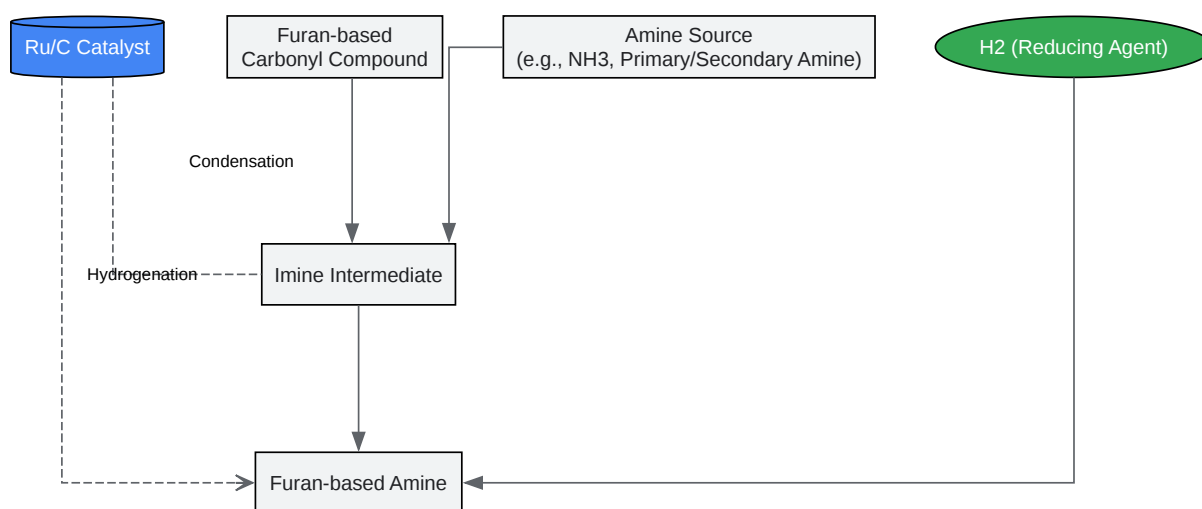 Ru/C Catalyst
Furan-based
Carbonyl Compound
Amine Source
(e.g., NH3, Primary/Secondary Amine)
H2 (Reducing Agent)
Condensation
Hydrogenation
Imine Intermediate
Furan-based Amine